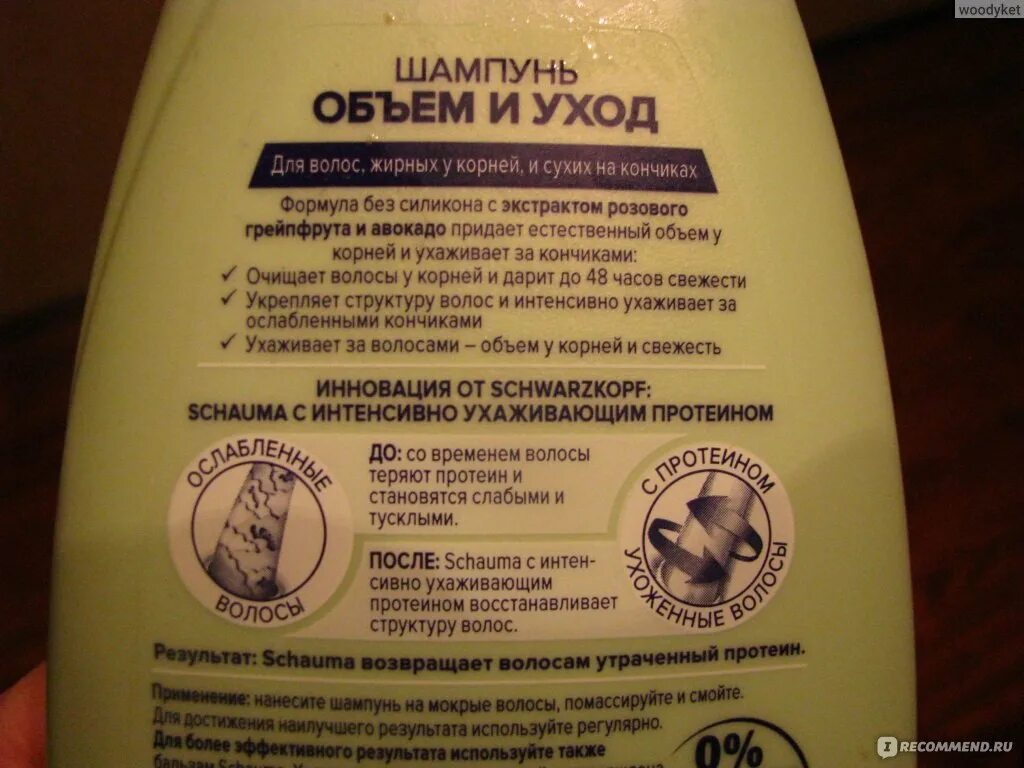 woodyket
ШАМПУНЬ
ОБЪЕМ И УХОД
Для волос, жирных у корней, и сухих на кончиках
Формула без силикона с экстрактом розового
грейпфрута и авокадо придает естественный объем у
корней и ухаживает за кончиками:
✓ Очищает волосы у корней и дарит до 48 часов свежести
✓ Укрепляет структуру волос и интенсивно ухаживает за
ослабленными кончиками
✓ Ухаживает за волосами – объем у корней и свежесть
ИННОВАЦИЯ ОТ SCHWARZKOPF:
SCHAUMA С ИНТЕНСИВНО УХАЖИВАЮЩИМ ПРОТЕИНОМ
ОСЛАБЛЕННЫЕ
ВОЛОСЫ
ДО: со временем волосы
теряют протеин и
становятся слабыми и
тусклыми.
ПОСЛЕ: Schauma с интен-
сивно ухаживающим
протеином восстанавливает
структуру волос.
С ПРОТЕИНОМ
УХОЖЕННЫЕ ВОЛОСЫ
Результат: Schauma возвращает волосам утраченный протеин.
Применение: нанесите шампунь на мокрые волосы, помассируйте и смойте.
Для достижения наилучшего результата используйте регулярно.
Для более эффективного результата используйте также
бальзам Schauma
0%
IRECOMMEND.RU